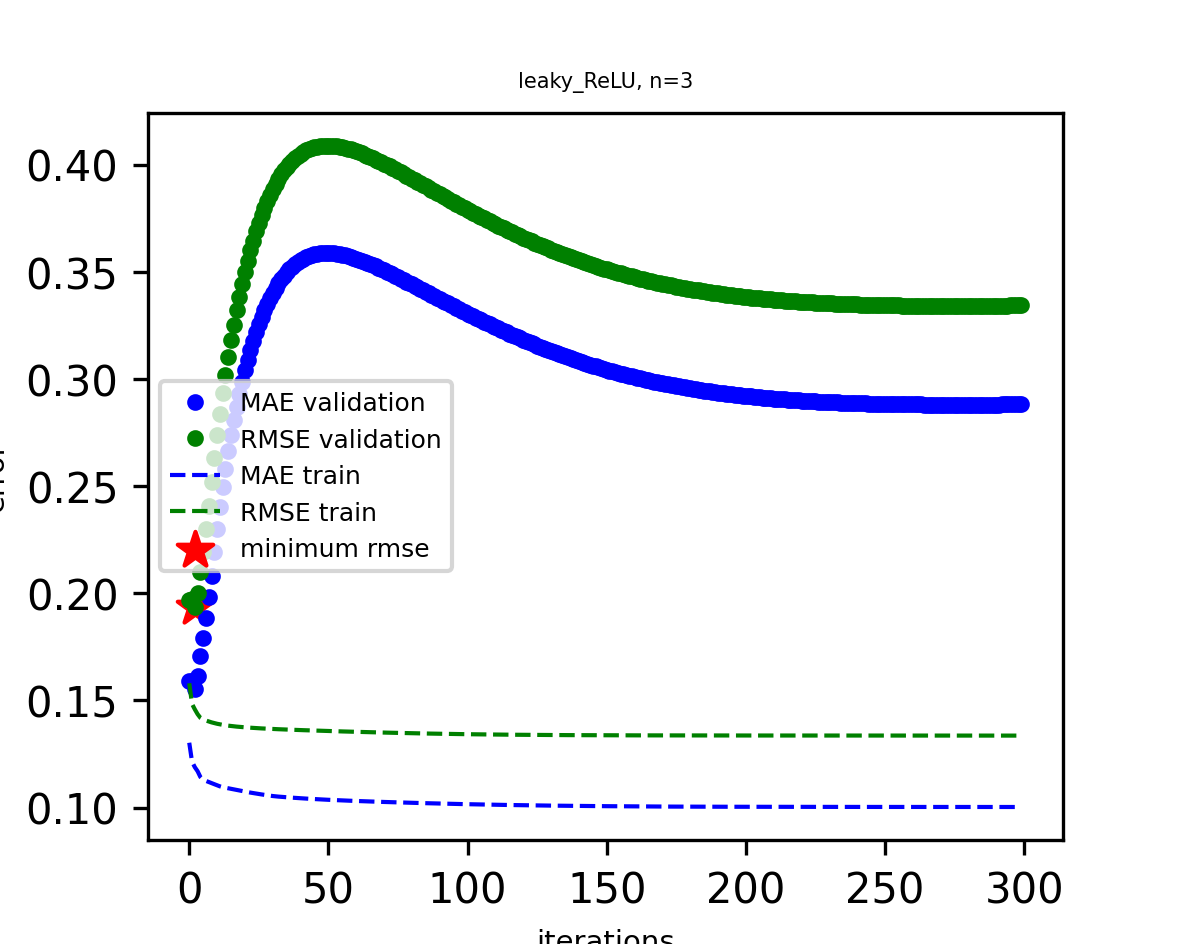 leaky_ReLU, n=3
0.40
0.35
0.30
0.25
0.20
0.15
0.10
MAE validation
RMSE validation
MAE train
RMSE train
minimum rmse
0 50 100 150 200 250 300
iterations